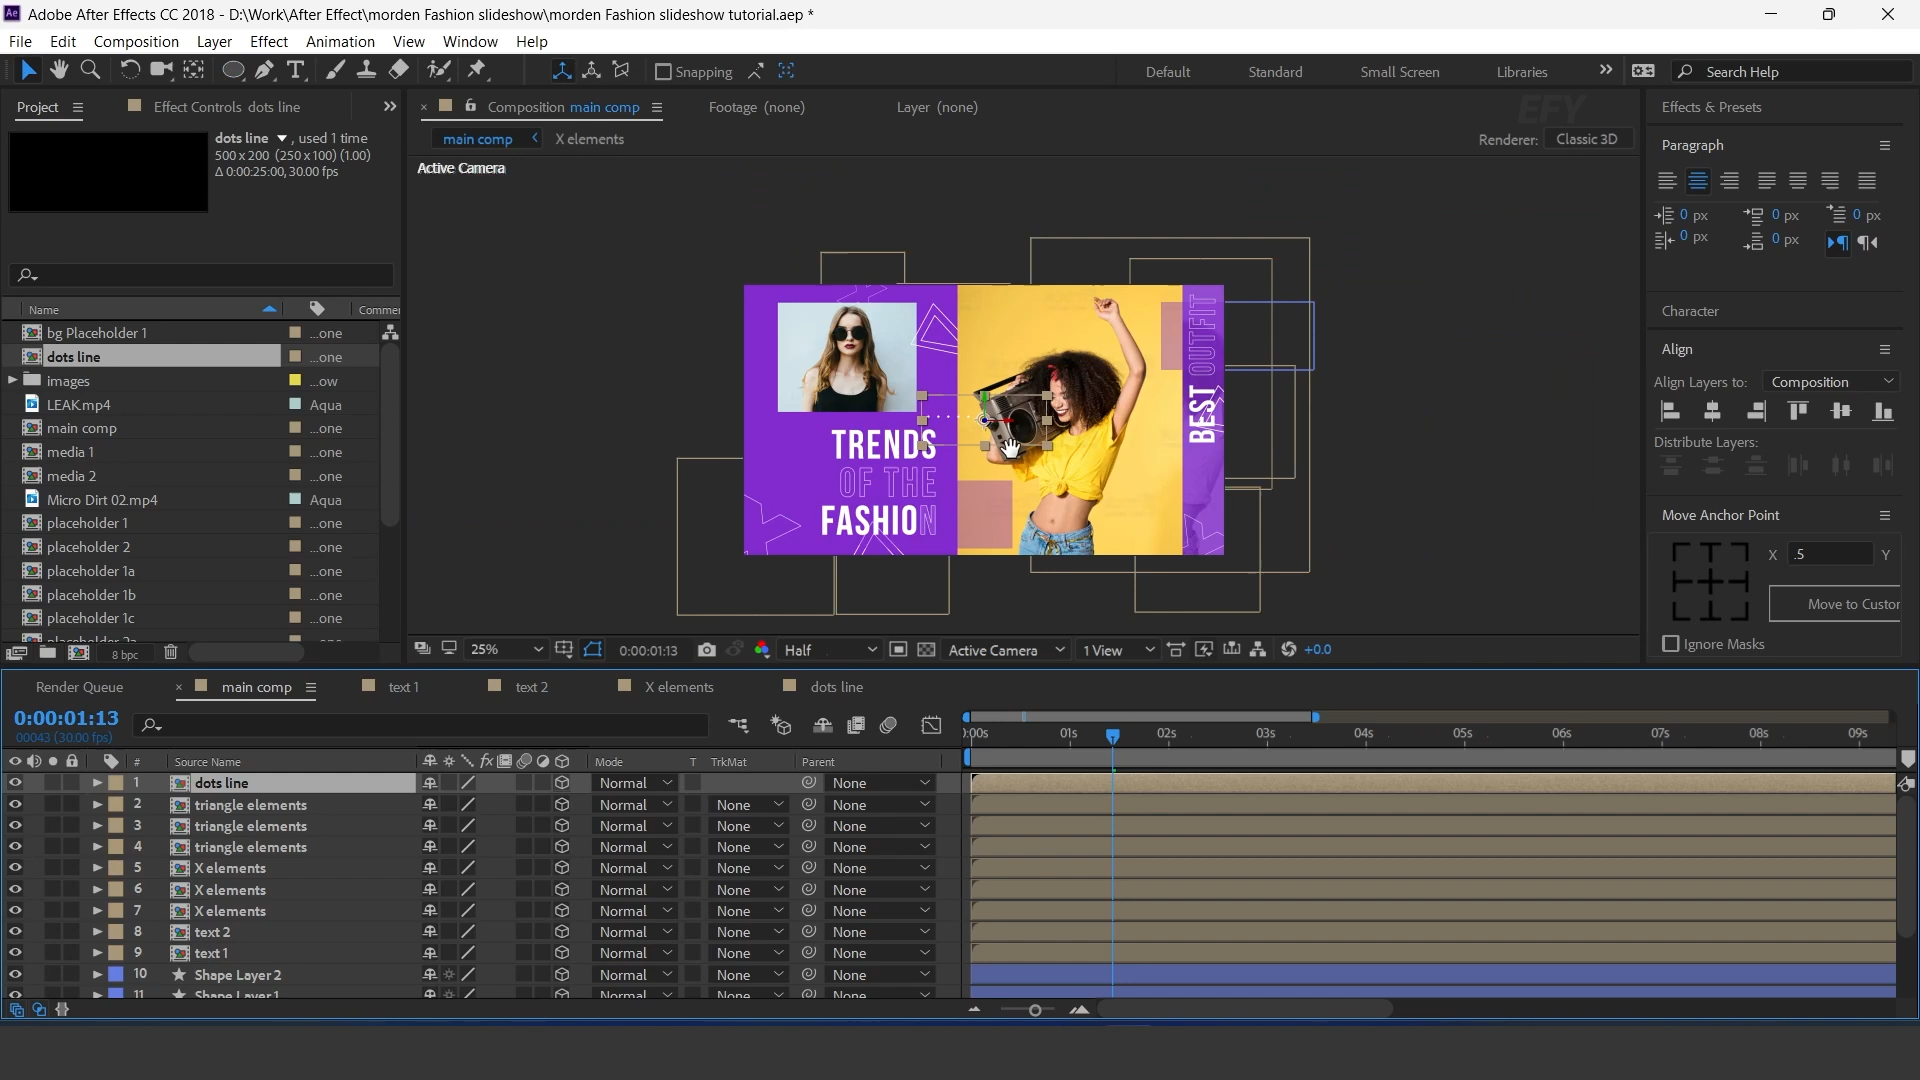 Adobe After Effects CC 2018 - D:\Work\After Effect\morden Fashion slideshow\morden Fashion slideshow tutorial.aep *
File Edit Composition Layer Effect Animation View Window Help
Snapping Default Standard Small Screen Libraries Search Help
Project Effect Controls dots line Composition main comp Footage (none) Layer (none) EFY Effects & Presets
dots line , used 1 time
500 x 200 (250 x 100) (1.00)
Δ 0:00:25:00, 30.00 fps
main comp X elements Renderer: Classic 3D
Active Camera
Paragraph
0 px 0 px 0 px
0 px 0 px
Name Comme
bg Placeholder 1 ...one
dots line ...one
images ...ow
LEAK.mp4 Aqua
main comp ...one
media 1 ...one
media 2 ...one
Micro Dirt 02.mp4 Aqua
placeholder 1 ...one
placeholder 2 ...one
placeholder 1a ...one
placeholder 1b ...one
placeholder 1c ...one
8 bpc
TRENDS
OF THE
FASHION
BEST OUTFIT
Character
Align
Align Layers to: Composition
Distribute Layers:
Move Anchor Point
X .5 Y
Move to Custor
Ignore Masks
25% 0:00:01:13 Half Active Camera 1 View +0.0
Render Queue main comp text 1 text 2 X elements dots line
0:00:01:13
00043 (30.00 fps)
):00s 01s 02s 03s 04s 05s 06s 07s 08s 09s
# Source Name Mode T TrkMat Parent
1 dots line Normal None
2 triangle elements Normal None None
3 triangle elements Normal None None
4 triangle elements Normal None None
5 X elements Normal None None
6 X elements Normal None None
7 X elements Normal None None
8 text 2 Normal None None
9 text 1 Normal None None
10 Shape Layer 2 Normal None None
11 Shape Layer 1 Normal None None